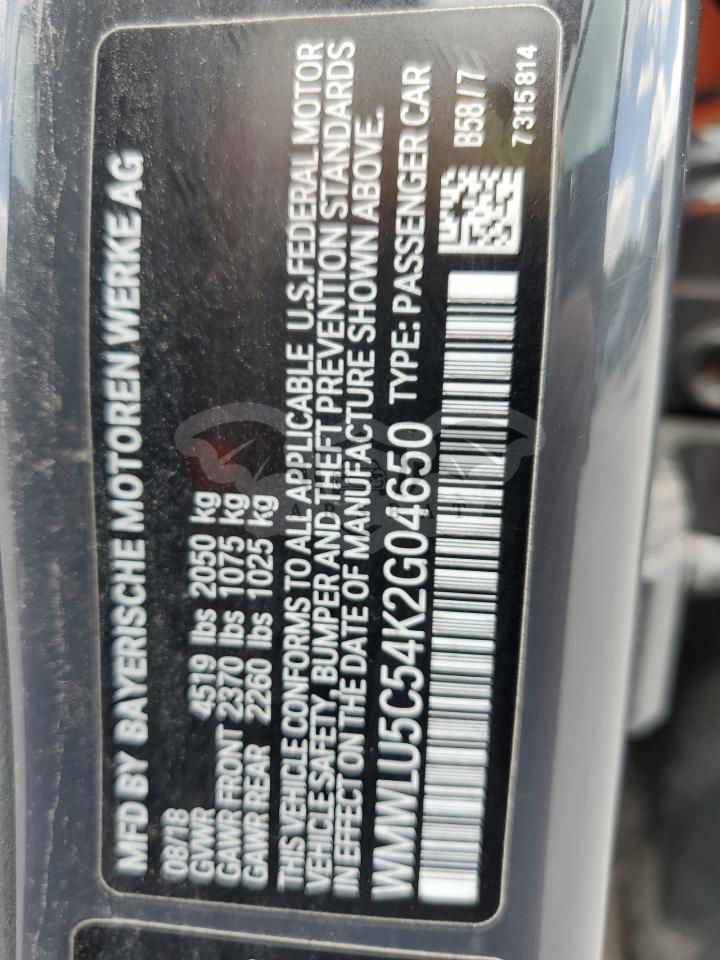 MFD BY BAYERISCHE MOTOREN WERKE AG
08/18
GVWR 4519 lbs 2050 kg
GAWR FRONT 2370 lbs 1075 kg
GAWR REAR 2260 lbs 1025 kg
THIS VEHICLE CONFORMS TO ALL APPLICABLE U.S.FEDERAL MOTOR
VEHICLE SAFETY, BUMPER AND THEFT PREVENTION STANDARDS
IN EFFECT ON THE DATE OF MANUFACTURE SHOWN ABOVE.
WMWLU5C54K2G04650 TYPE: PASSENGER CAR
B58/7
7315814